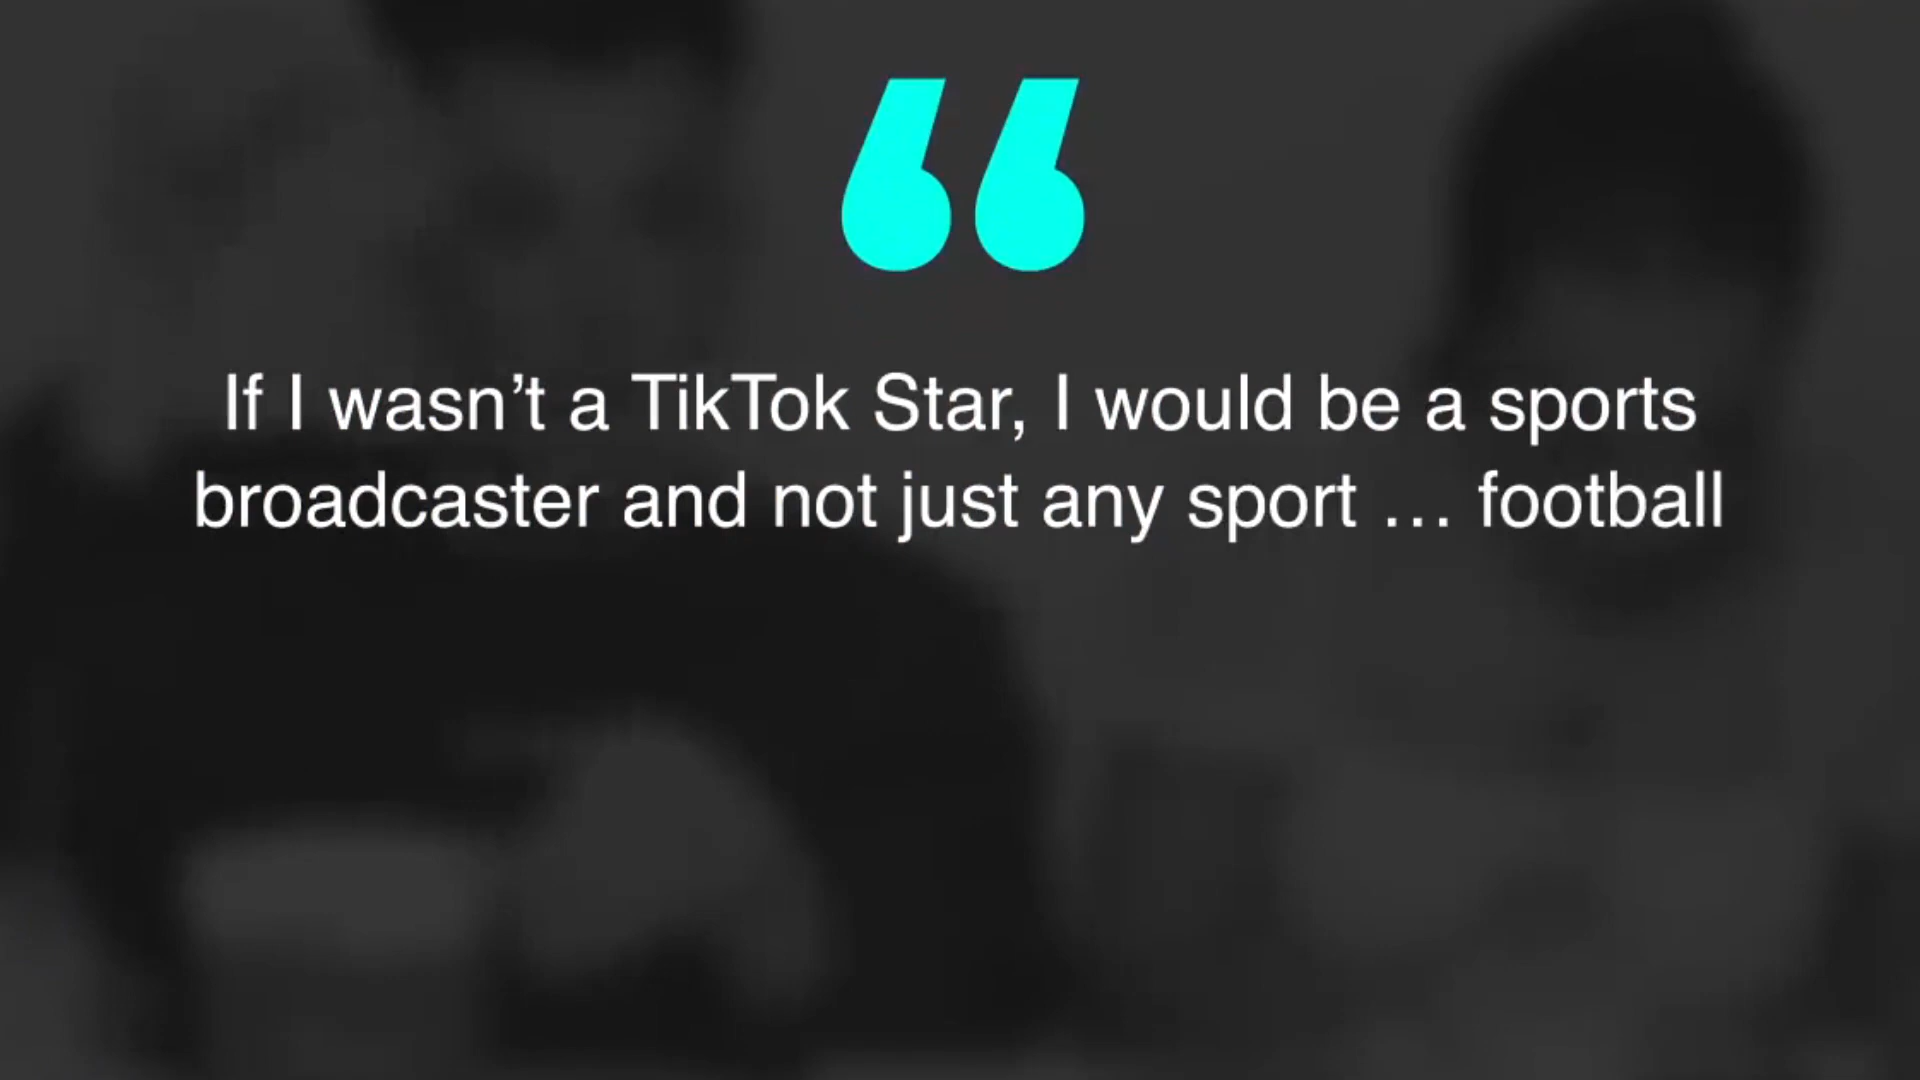 “
If I wasn’t a TikTok Star, I would be a sports
broadcaster and not just any sport … football